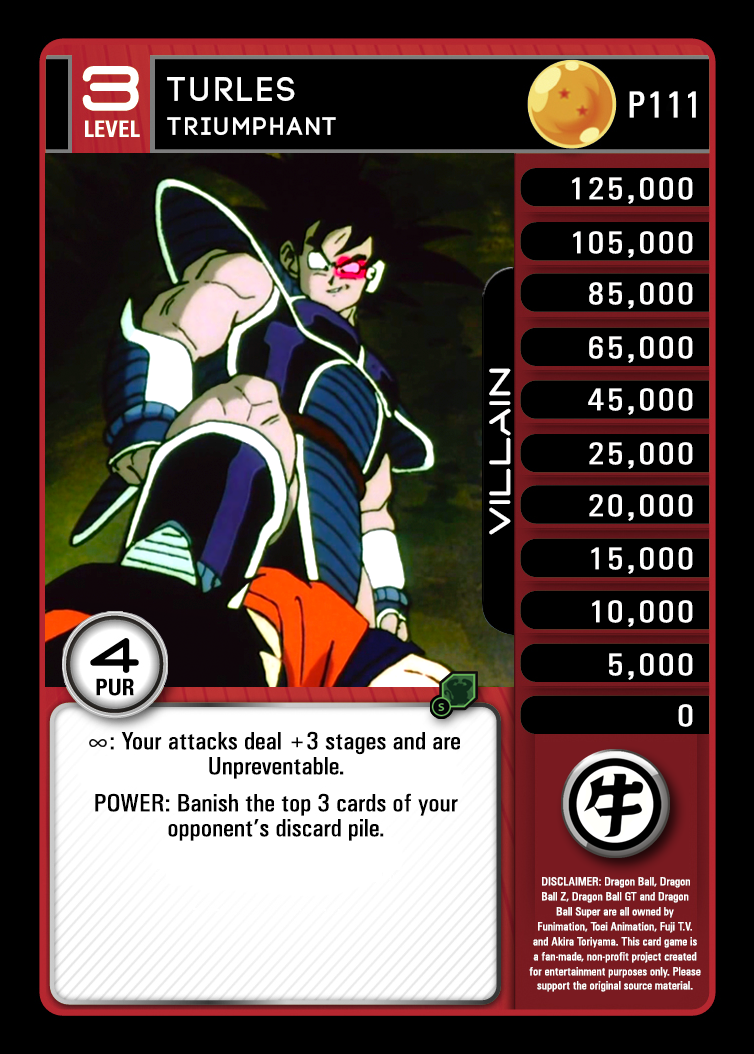 3
LEVEL
TURLES
TRIUMPHANT
P111
125,000
105,000
85,000
65,000
45,000
25,000
20,000
15,000
10,000
5,000
0
VILLAIN
4
PUR
S
∞: Your attacks deal +3 stages and are
Unpreventable.
POWER: Banish the top 3 cards of your
opponent's discard pile.
牛
DISCLAIMER: Dragon Ball, Dragon
Ball Z, Dragon Ball GT and Dragon
Ball Super are all owned by
Funimation, Toei Animation, Fuji T.V.
and Akira Toriyama. This card game is
a fan-made, non-profit project created
for entertainment purposes only. Please
support the original source material.